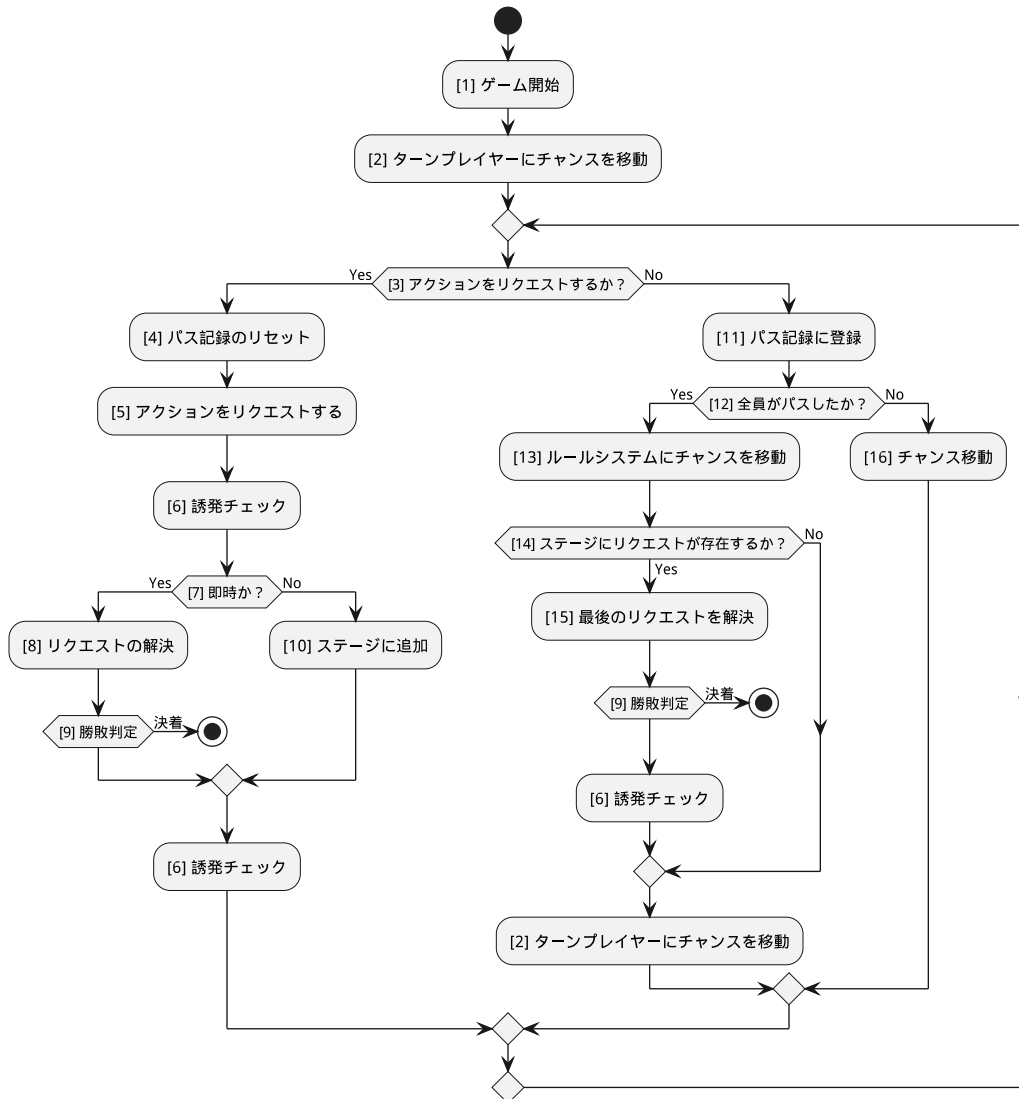 [1] ゲーム開始
[2] ターンプレイヤーにチャンスを移動
Yes
[3] アクションをリクエストするか?
No
[4] パス記録のリセット
[5] アクションをリクエストする
[6] 誘発チェック
Yes
[7] 即時か?
No
[8] リクエストの解決
[10] ステージに追加
[9] 勝敗判定
決着
[6] 誘発チェック
[11] パス記録に登録
Yes
[12] 全員がパスしたか?
No
[13] ルールシステムにチャンスを移動
[16] チャンス移動
[14] ステージにリクエストが存在するか?
No
Yes
[15] 最後のリクエストを解決
[9] 勝敗判定
決着
[6] 誘発チェック
[2] ターンプレイヤーにチャンスを移動